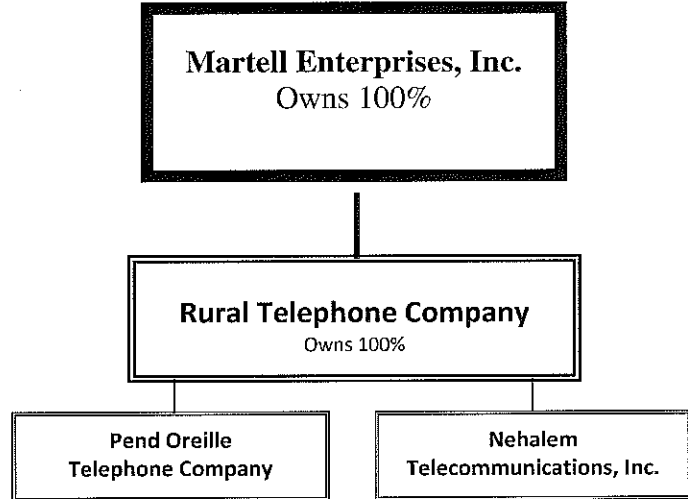 Martell Enterprises, Inc.
Owns 100%
Rural Telephone Company
Owns 100%
Pend Oreille
Telephone Company
Nehalem
Telecommunications, Inc.